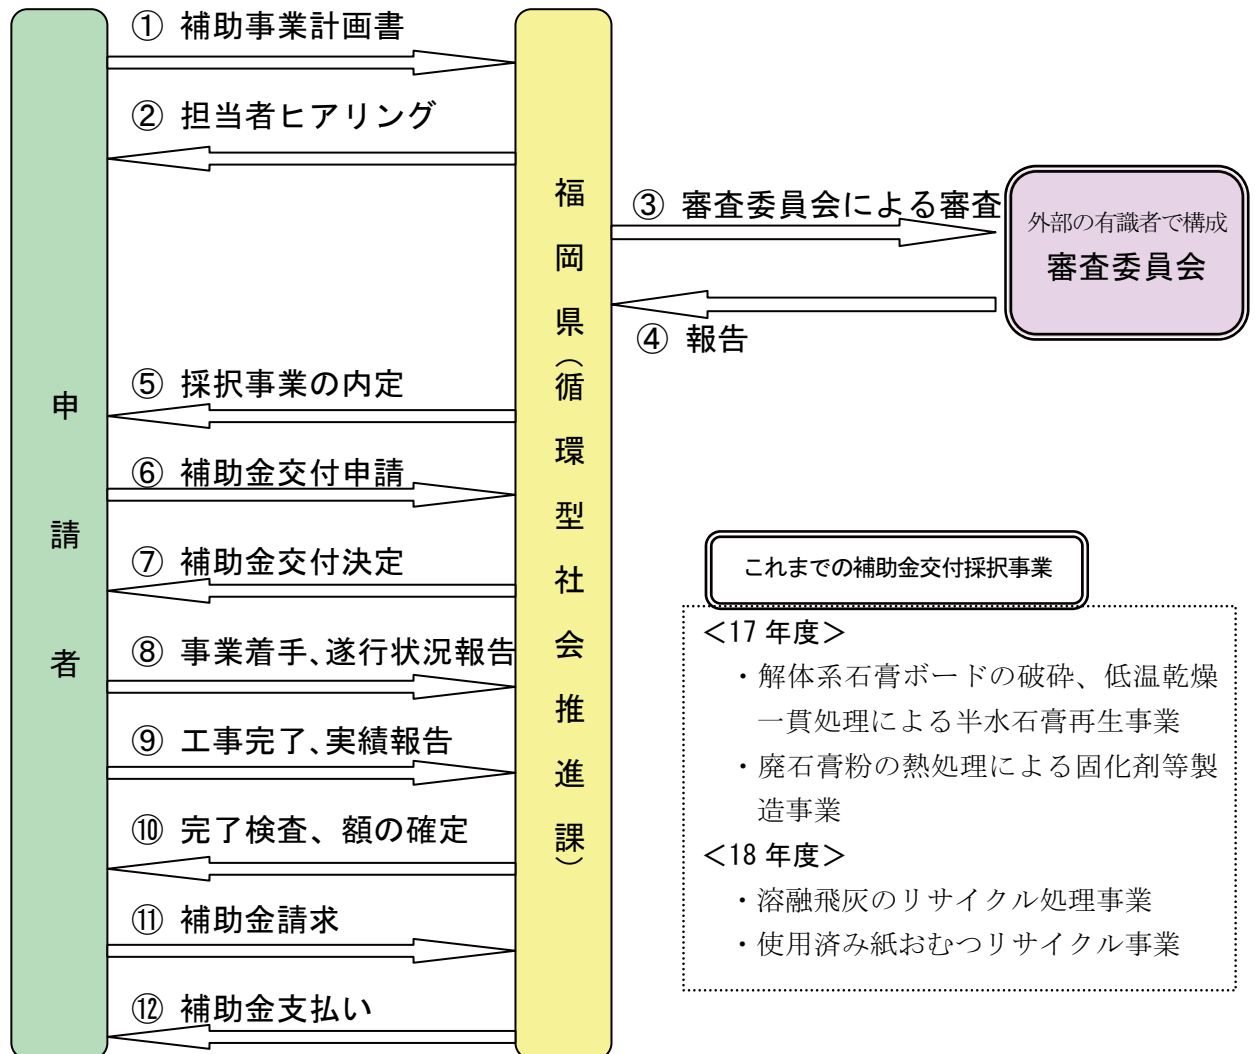 ① 補助事業計画書
② 担当者ヒアリング
③ 審査委員会による審査
外部の有識者で構成
審査委員会
④ 報告
⑤ 採択事業の内定
⑥ 補助金交付申請
⑦ 補助金交付決定
⑧ 事業着手、遂行状況報告
⑨ 工事完了、実績報告
⑩ 完了検査、額の確定
⑪ 補助金請求
⑫ 補助金支払い
申請者
福岡県(循環型社会推進課)
これまでの補助金交付採択事業
<17年度>
・解体系石膏ボードの破砕、低温乾燥
一貫処理による半水石膏再生事業
・廃石膏粉の熱処理による固化剤等製
造事業
<18年度>
・溶融飛灰のリサイクル処理事業
・使用済み紙おむつリサイクル事業